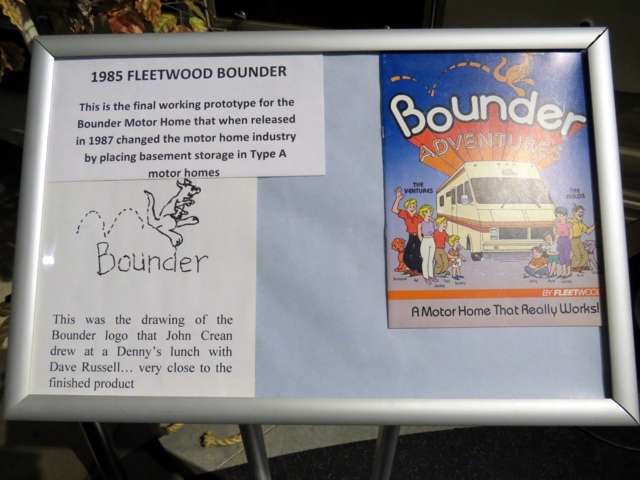 1985 FLEETWOOD BOUNDER
This is the final working prototype for the
Bounder Motor Home that when released
in 1987 changed the motor home industry
by placing basement storage in Type A
motor homes
Bounder
This was the drawing of the
Bounder logo that John Crean
drew at a Denny's lunch with
Dave Russell... very close to the
finished product
Bounder
ADVENTURES
THE
VENTURES
THE
BY FLEETWOOD
A Motor Home That Really Works!